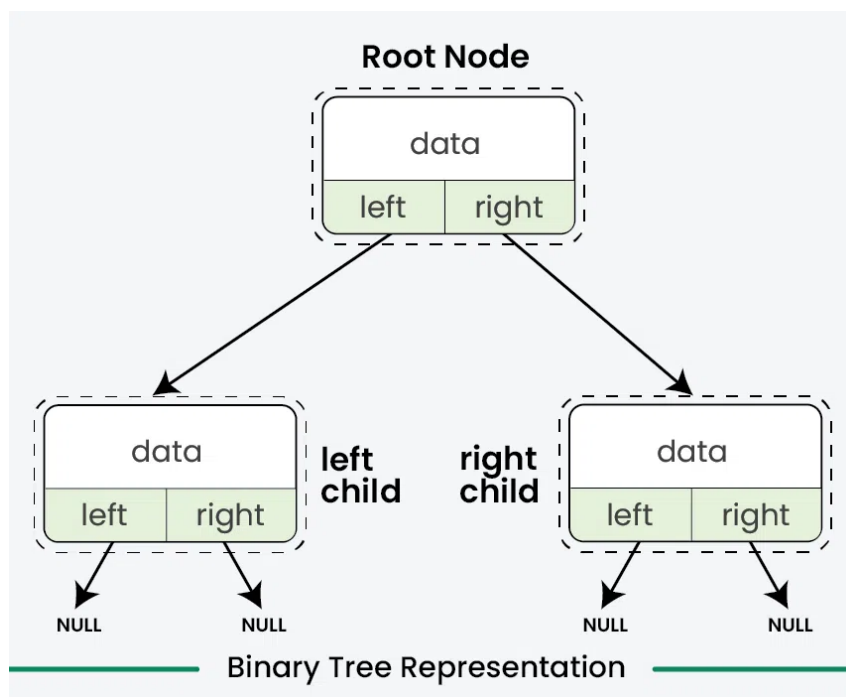 Root Node
data
left right
data
left right
left
child
right
child
data
left right
NULL NULL NULL NULL
Binary Tree Representation